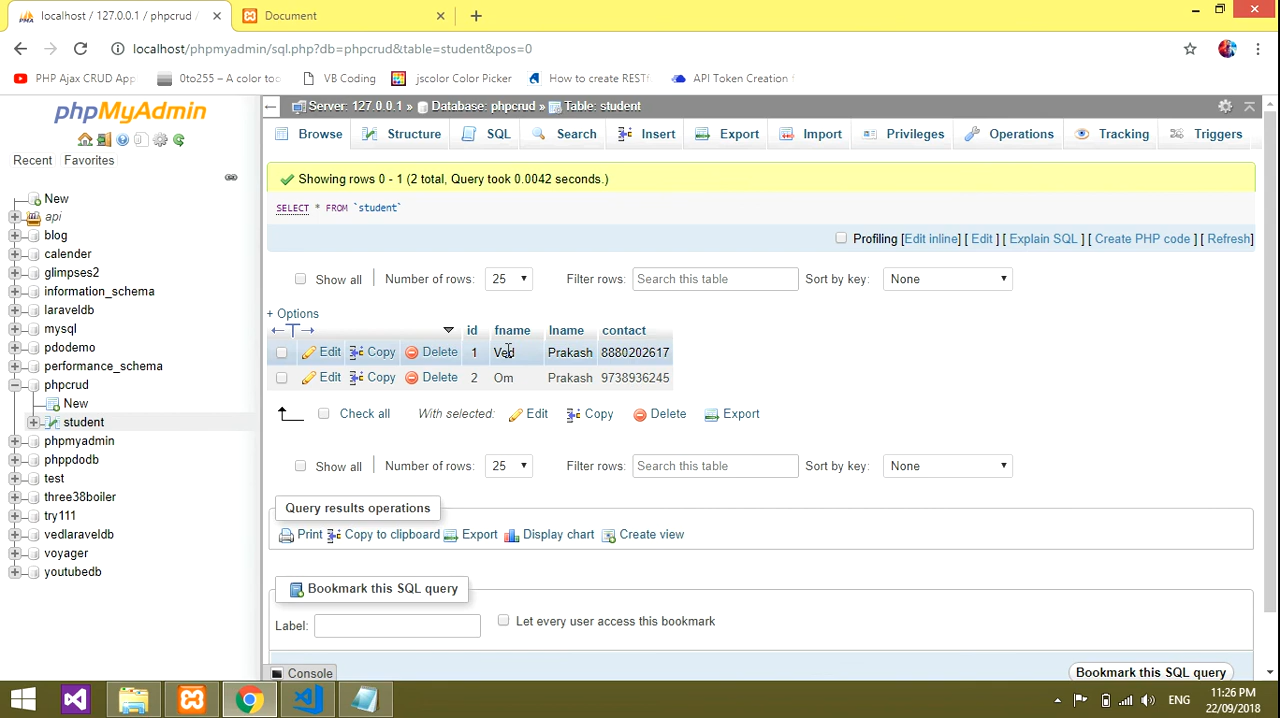 localhost / 127.0.0.1 / phpcrud /
Document
localhost/phpmyadmin/sql.php?db=phpcrud&table=student&pos=0
PHP Ajax CRUD App
0to255 – A color too
VB Coding
jscolor Color Picker
How to create REST
API Token Creation
phpMyAdmin
Recent Favorites
New
api
blog
calender
glimpses2
information_schema
laraveldb
mysql
pdodemo
performance_schema
phpcrud
New
student
phpmyadmin
phppdodb
test
three38boiler
try111
vedlaraveldb
voyager
youtubedb
Server: 127.0.0.1 » Database: phpcrud » Table: student
Browse Structure SQL Search Insert Export Import Privileges Operations Tracking Triggers
Showing rows 0 - 1 (2 total, Query took 0.0042 seconds.)
SELECT * FROM `student`
Profiling [Edit inline] [ Edit ] [ Explain SQL ] [ Create PHP code ] [ Refresh]
Show all Number of rows: 25 Filter rows: Search this table Sort by key: None
+ Options
←T→ id fname lname contact
Edit Copy Delete 1 Ved Prakash 8880202617
Edit Copy Delete 2 Om Prakash 9738936245
Check all With selected: Edit Copy Delete Export
Show all Number of rows: 25 Filter rows: Search this table Sort by key: None
Query results operations
Print Copy to clipboard Export Display chart Create view
Bookmark this SQL query
Label: Let every user access this bookmark
Console
Bookmark this SQL query
ENG
11:26 PM
22/09/2018